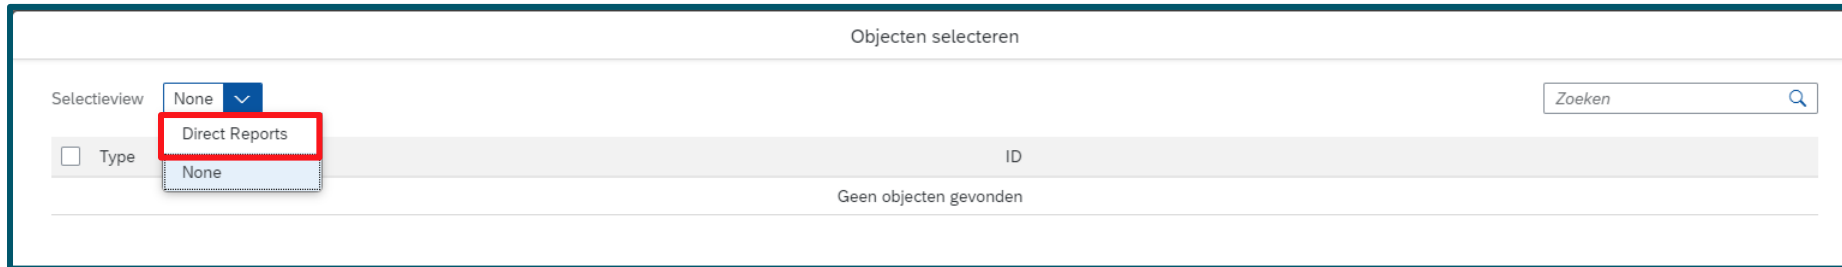 Objecten selecteren
Selectieview None Zoeken
Direct Reports
Type ID
None
Geen objecten gevonden